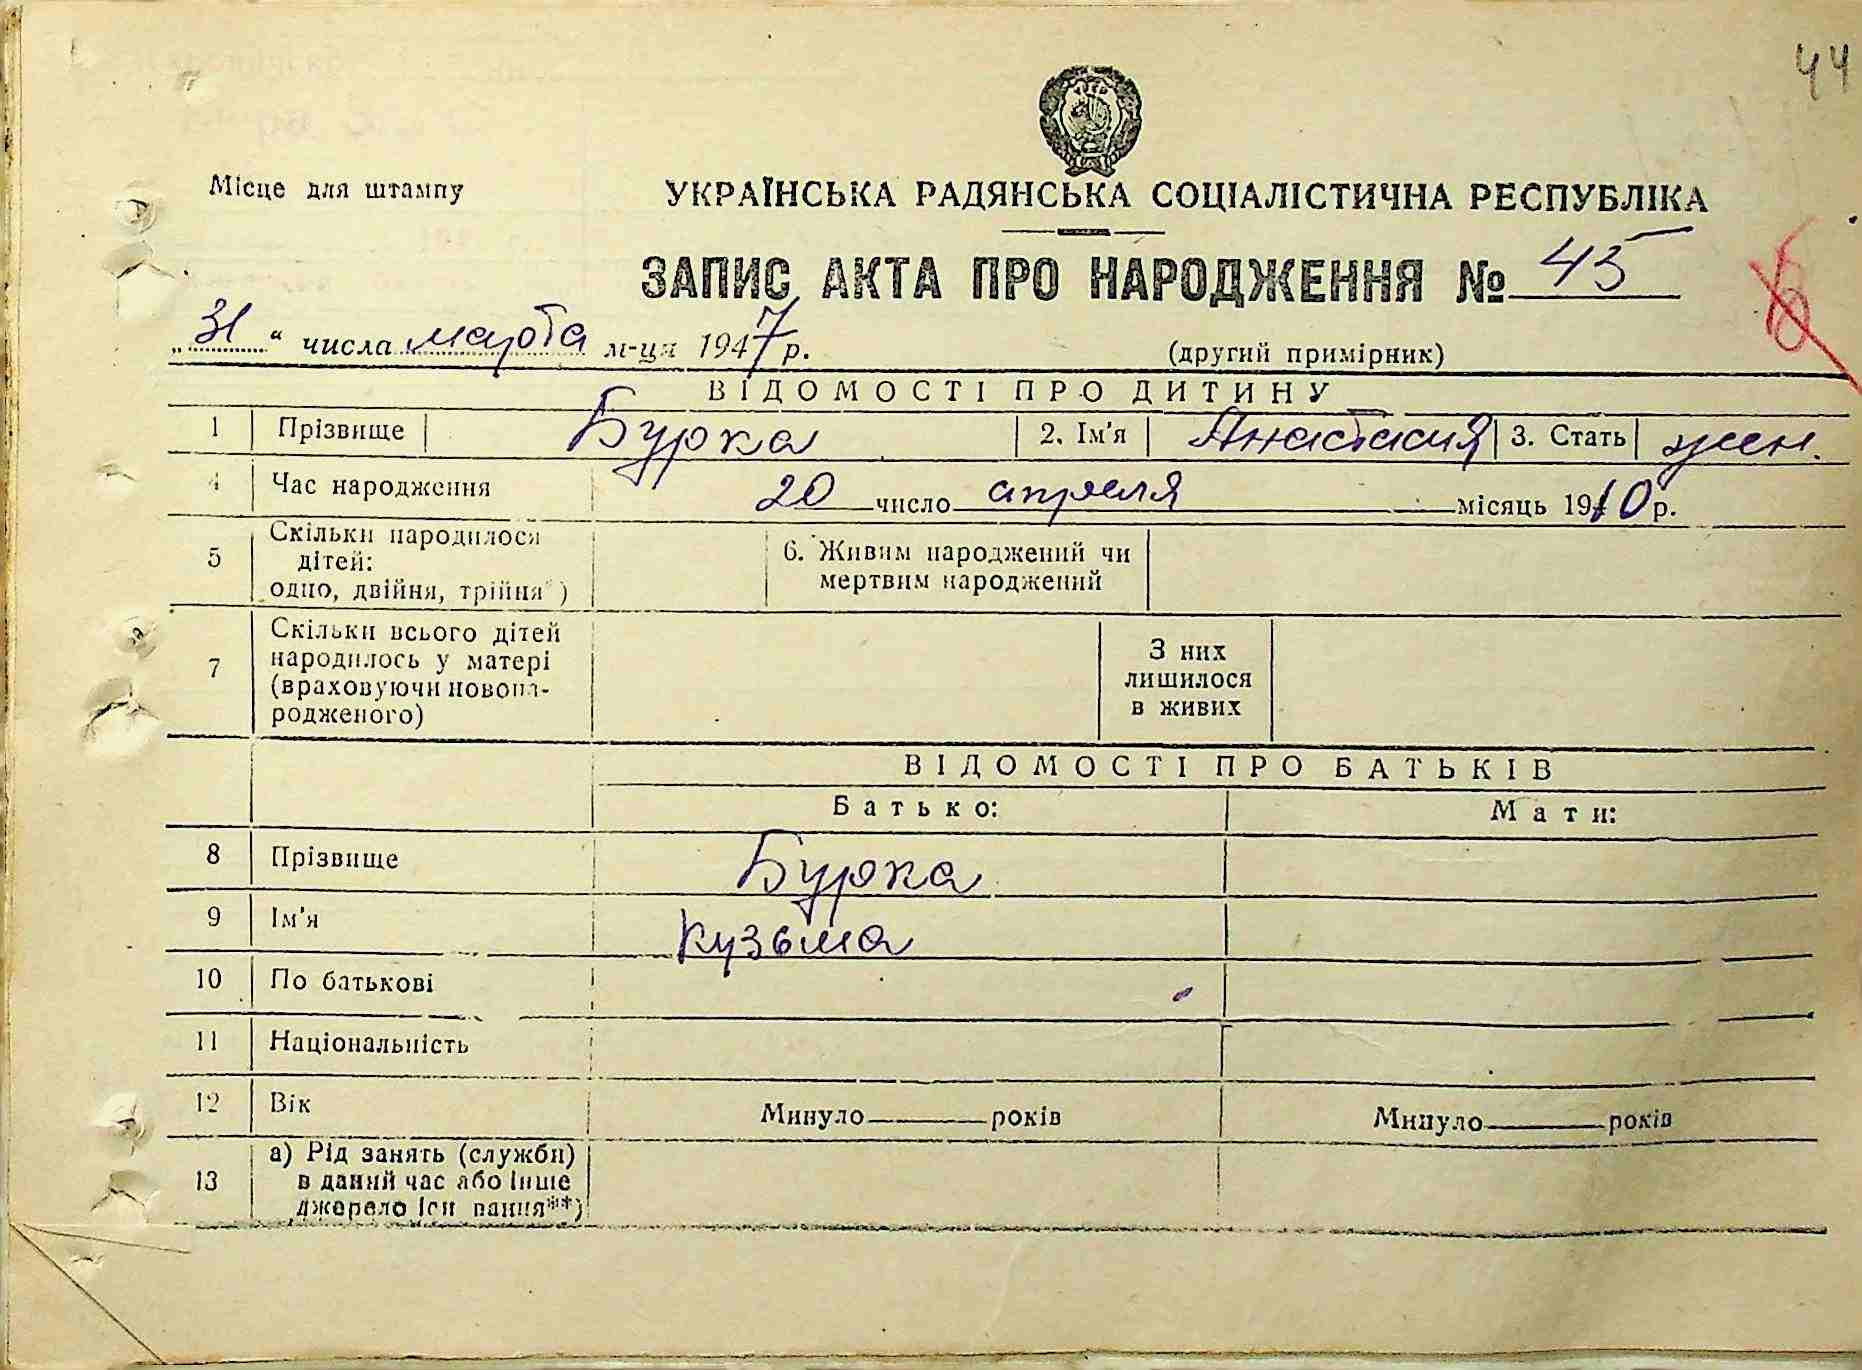 44
Місце для штампу
УКРАЇНСЬКА РАДЯНСЬКА СОЦІАЛІСТИЧНА РЕСПУБЛІКА
ЗАПИС АКТА ПРО НАРОДЖЕННЯ № 45
„31“ числа марта м-ця 1947 р.
(другий примірник)
ВІДОМОСТІ ПРО ДИТИНУ
1 Прізвище Бурка 2. Ім'я Анастасия 3. Стать жен.
4 Час народження 20 число апреля місяць 1910 р.
5 Скільки народилося дітей: одно, двійня, трійня*)
6. Живим народжений чи мертвим народжений
7 Скільки всього дітей народилось у матері (враховуючи новона-родженого)
З них лишилося в живих
ВІДОМОСТІ ПРО БАТЬКІВ
Батько: Мати:
8 Прізвище Бурка
9 Ім'я Кузьма
10 По батькові
11 Національність
12 Вік Минуло років Минуло років
13 а) Рід занять (служби) в даний час або інше джерело існ вання**)